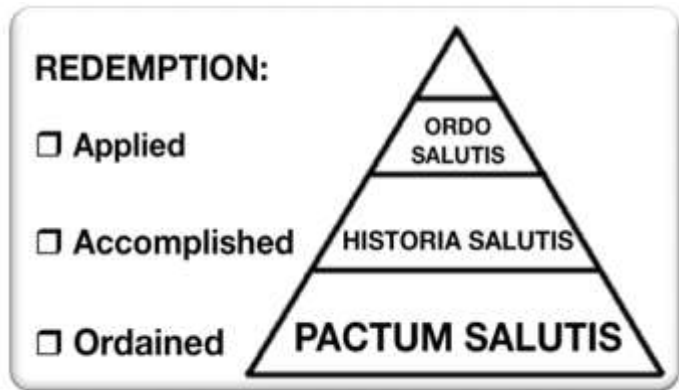 REDEMPTION:
❒ Applied
❒ Accomplished
❒ Ordained
ORDO
SALUTIS
HISTORIA SALUTIS
PACTUM SALUTIS